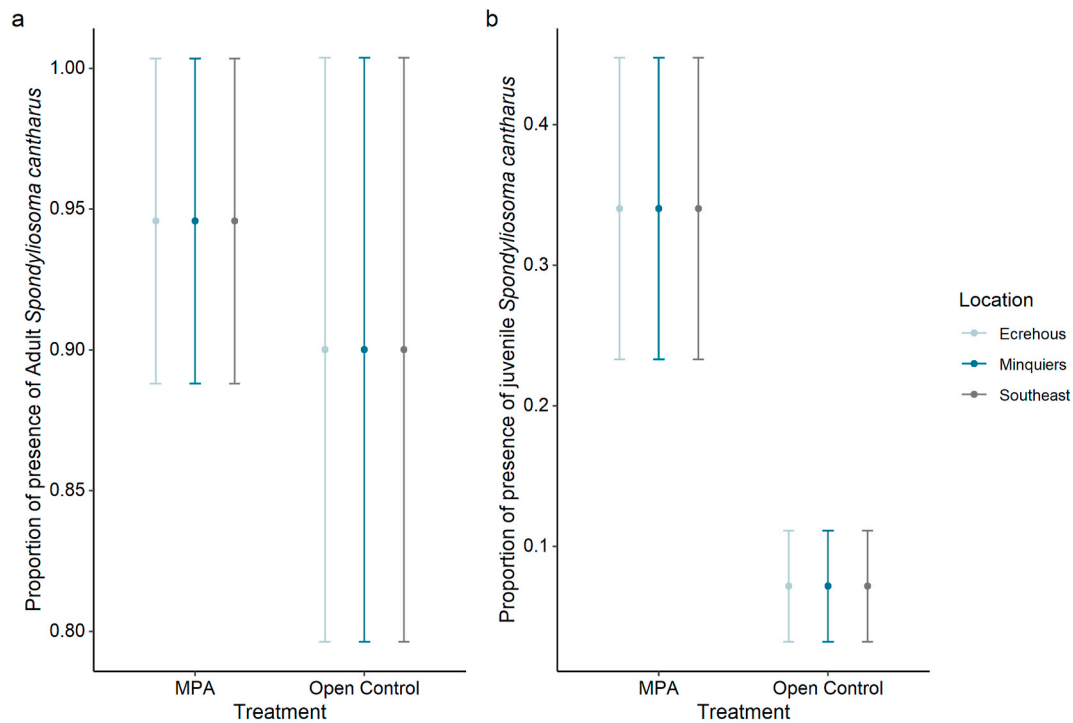 a
Proportion of presence of Adult Spondyliosoma cantharus
1.00
0.95
0.90
0.85
0.80
MPA
Open Control
Treatment
b
Proportion of presence of juvenile Spondyliosoma cantharus
0.4
0.3
0.2
0.1
MPA
Open Control
Treatment
Location
Ecrehous
Minquiers
Southeast